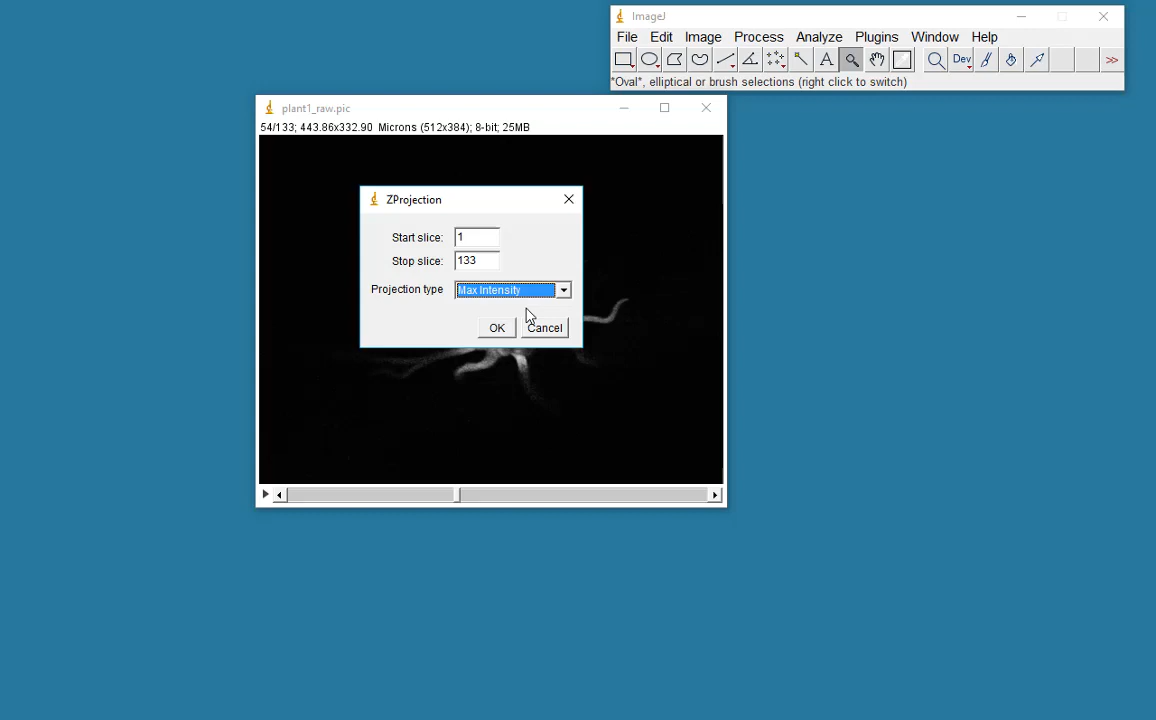 ImageJ
File Edit Image Process Analyze Plugins Window Help
A Dev >>
*Oval*, elliptical or brush selections (right click to switch)
plant1_raw.pic
54/133; 443.86x332.90 Microns (512x384); 8-bit; 25MB
ZProjection
Start slice: 1
Stop slice: 133
Projection type Max Intensity
OK Cancel